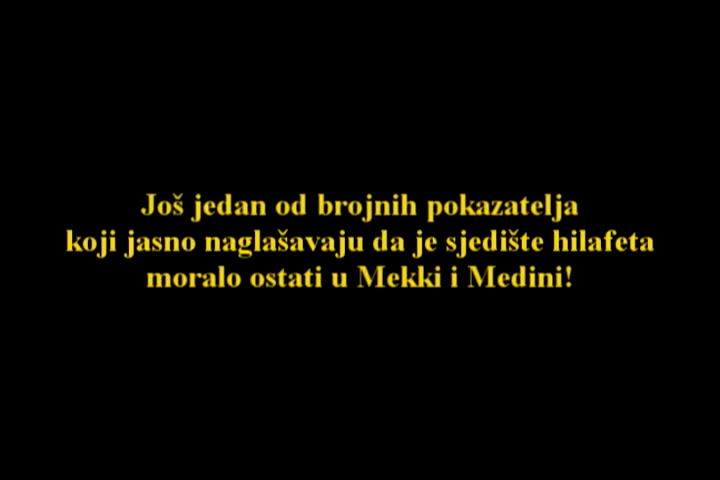 Još jedan od brojnih pokazatelja
koji jasno naglašavaju da je sjedište hilafeta
moralo ostati u Mekki i Medini!